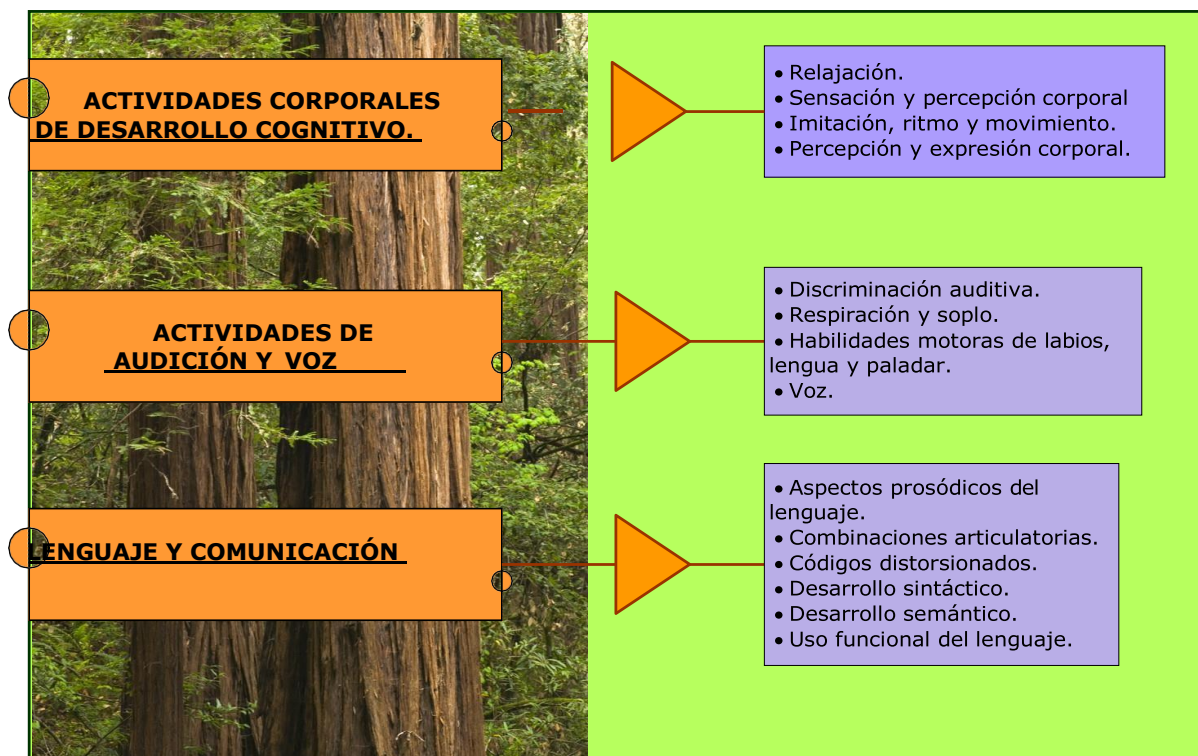 ACTIVIDADES CORPORALES
DE DESARROLLO COGNITIVO.
• Relajación.
• Sensación y percepción corporal
• Imitación, ritmo y movimiento.
• Percepción y expresión corporal.
ACTIVIDADES DE
AUDICIÓN Y VOZ
• Discriminación auditiva.
• Respiración y soplo.
• Habilidades motoras de labios,
lengua y paladar.
• Voz.
LENGUAJE Y COMUNICACIÓN
• Aspectos prosódicos del
lenguaje.
• Combinaciones articulatorias.
• Códigos distorsionados.
• Desarrollo sintáctico.
• Desarrollo semántico.
• Uso funcional del lenguaje.